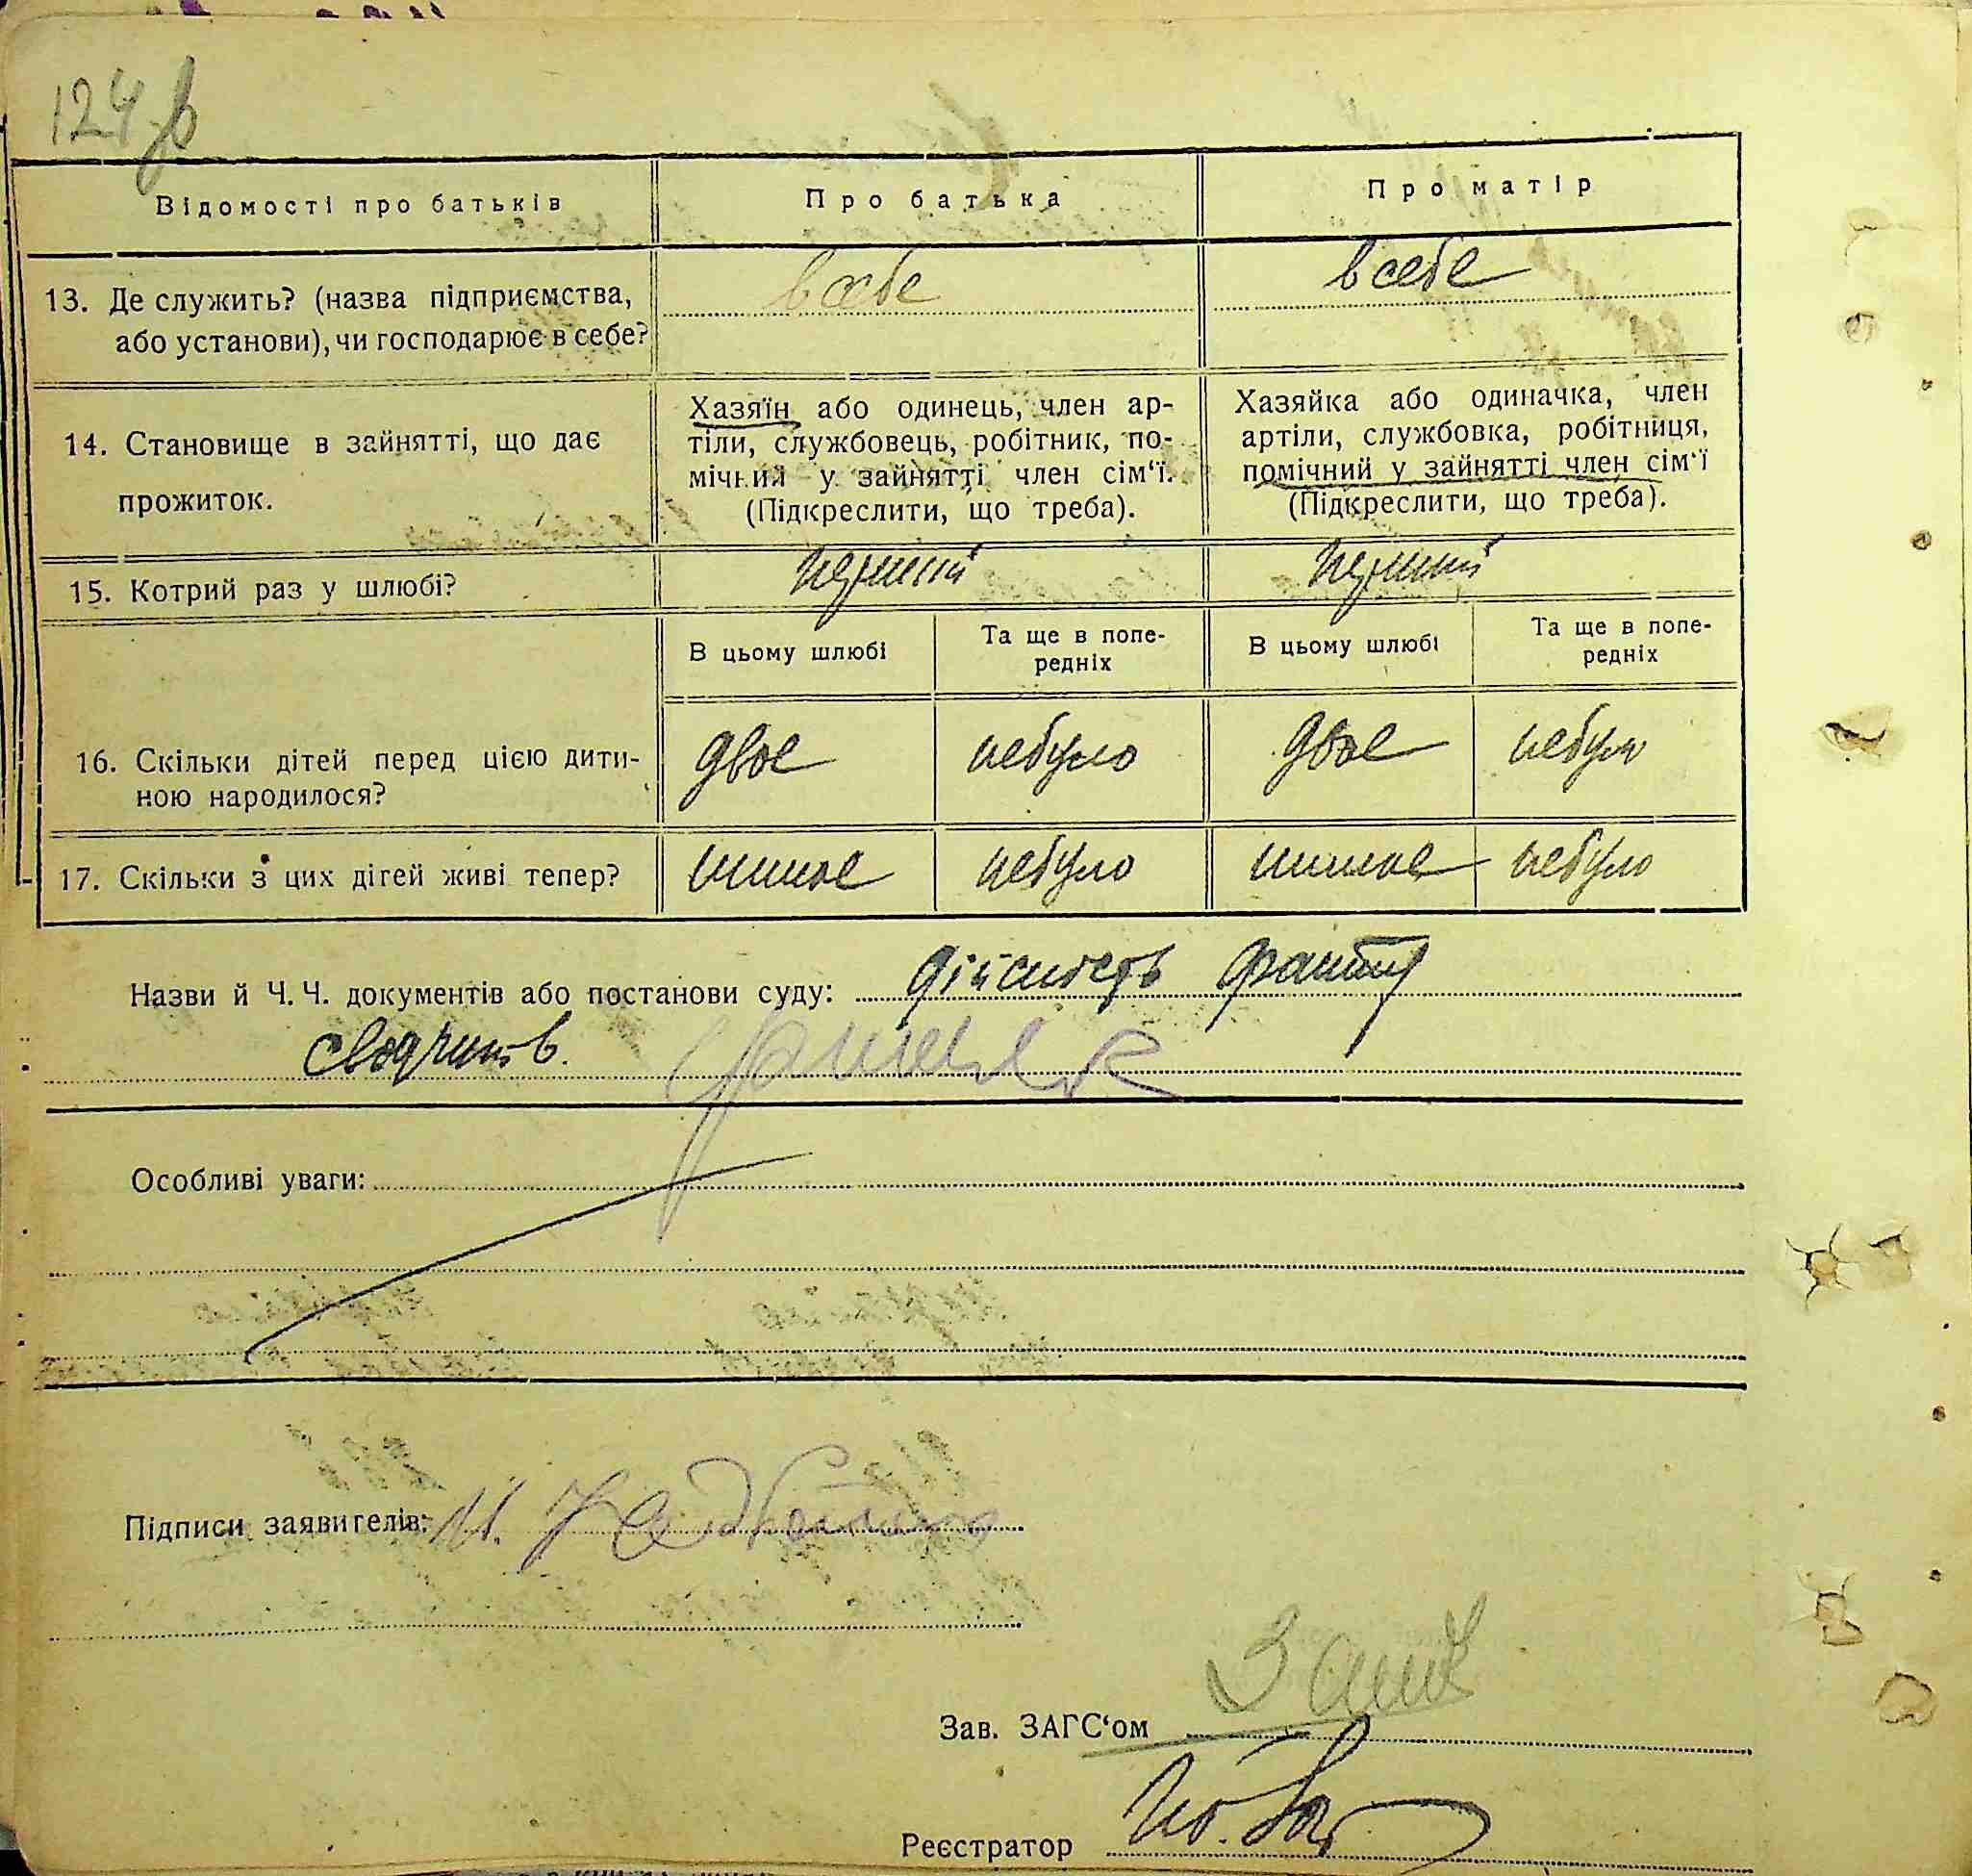 124
Відомості про батьків
Про батька
Про матір
13. Де служить? (назва підприємства,
або установи), чи господарює в себе?
в себе
в себе
14. Становище в зайнятті, що дає
прожиток.
Хазяїн або одинець, член ар-
тіли, службовець, робітник, по-
мічний у зайнятті член сім‘ї.
(Підкреслити, що треба).
Хазяйка або одиначка, член
артіли, службовка, робітниця,
помічний у зайнятті член сім‘ї
(Підкреслити, що треба).
15. Котрий раз у шлюбі?
перший
перший
В цьому шлюбі
Та ще в попе-
редніх
В цьому шлюбі
Та ще в попе-
редніх
16. Скільки дітей перед цією дити-
ною народилося?
двоє
небуло
двоє
небуло
17. Скільки з цих дітей живі тепер?
небуло
небуло
Назви й Ч. Ч. документів або постанови суду: дійсність факту
Особливі уваги:
Підписи заявителів:
Зав. ЗАГС‘ом
Реєстратор